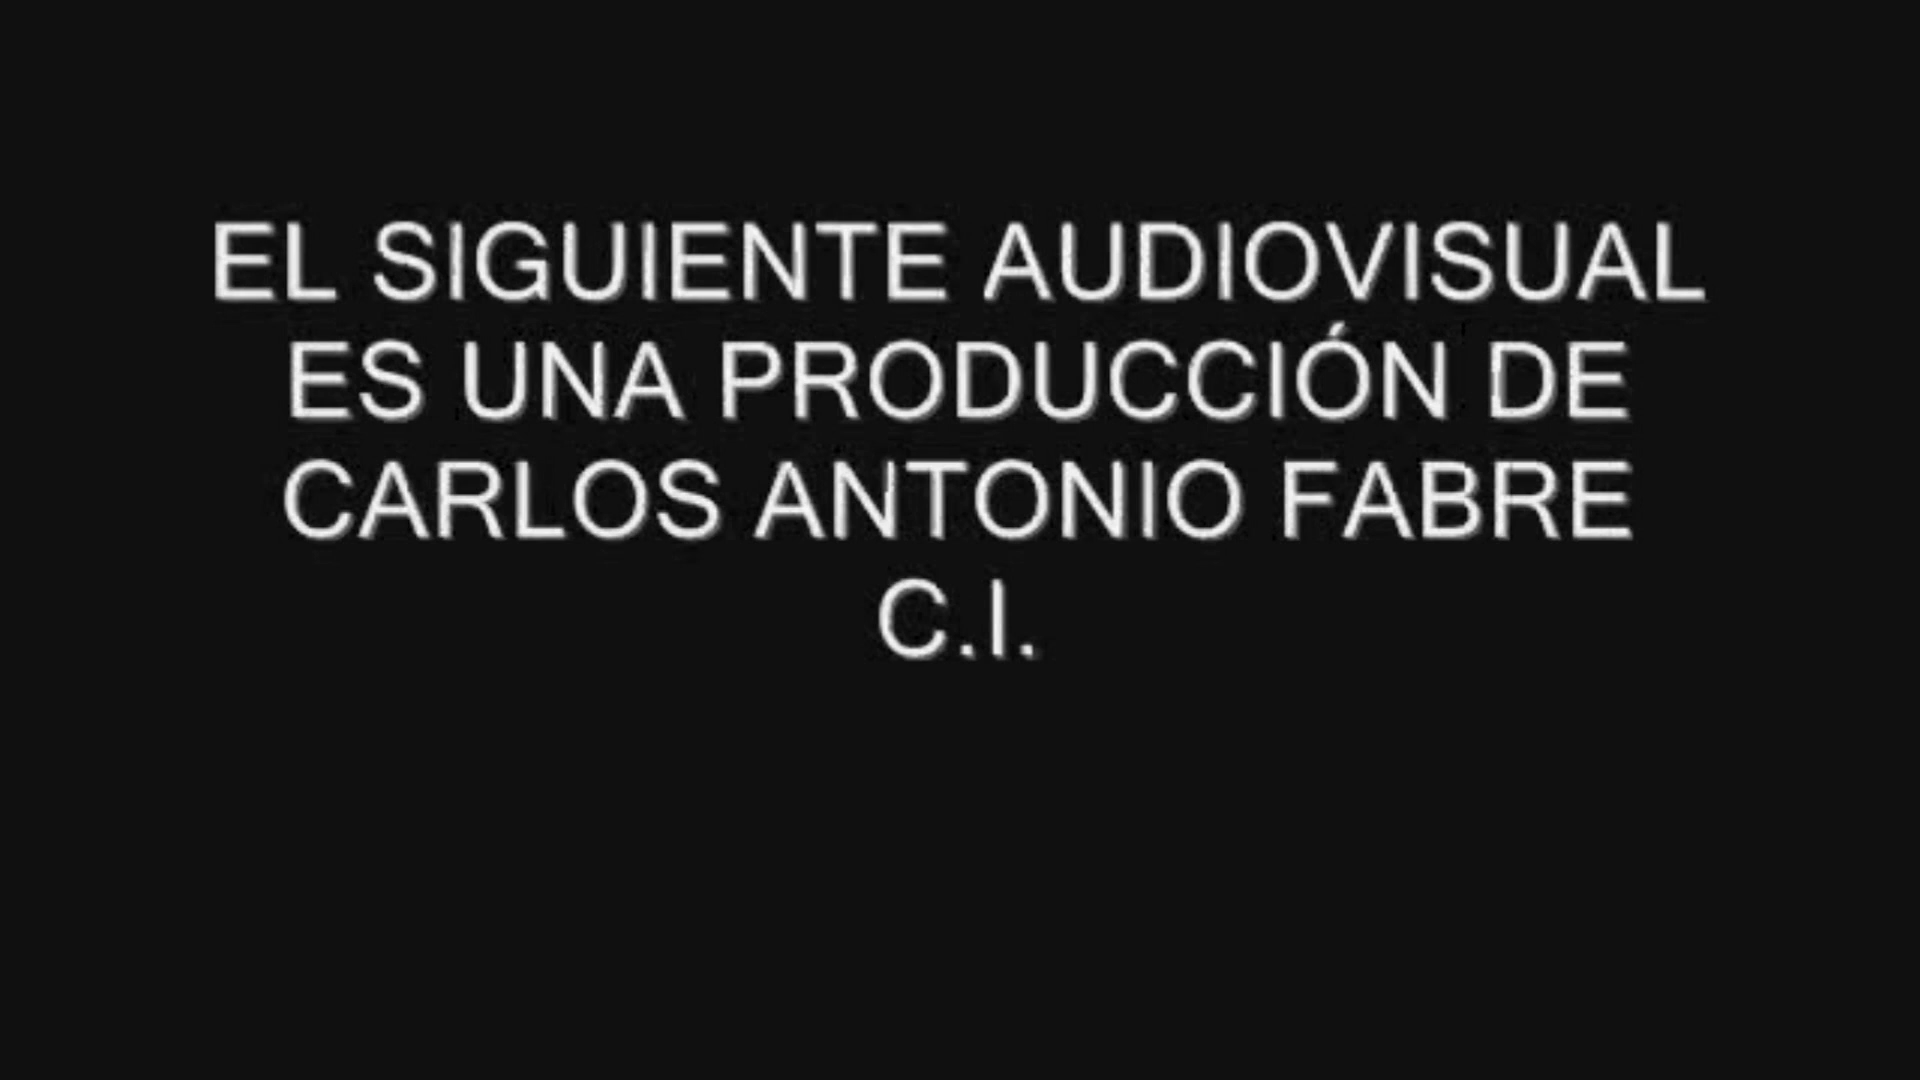 EL SIGUIENTE AUDIOVISUAL
ES UNA PRODUCCIÓN DE
CARLOS ANTONIO FABRE
C.I.